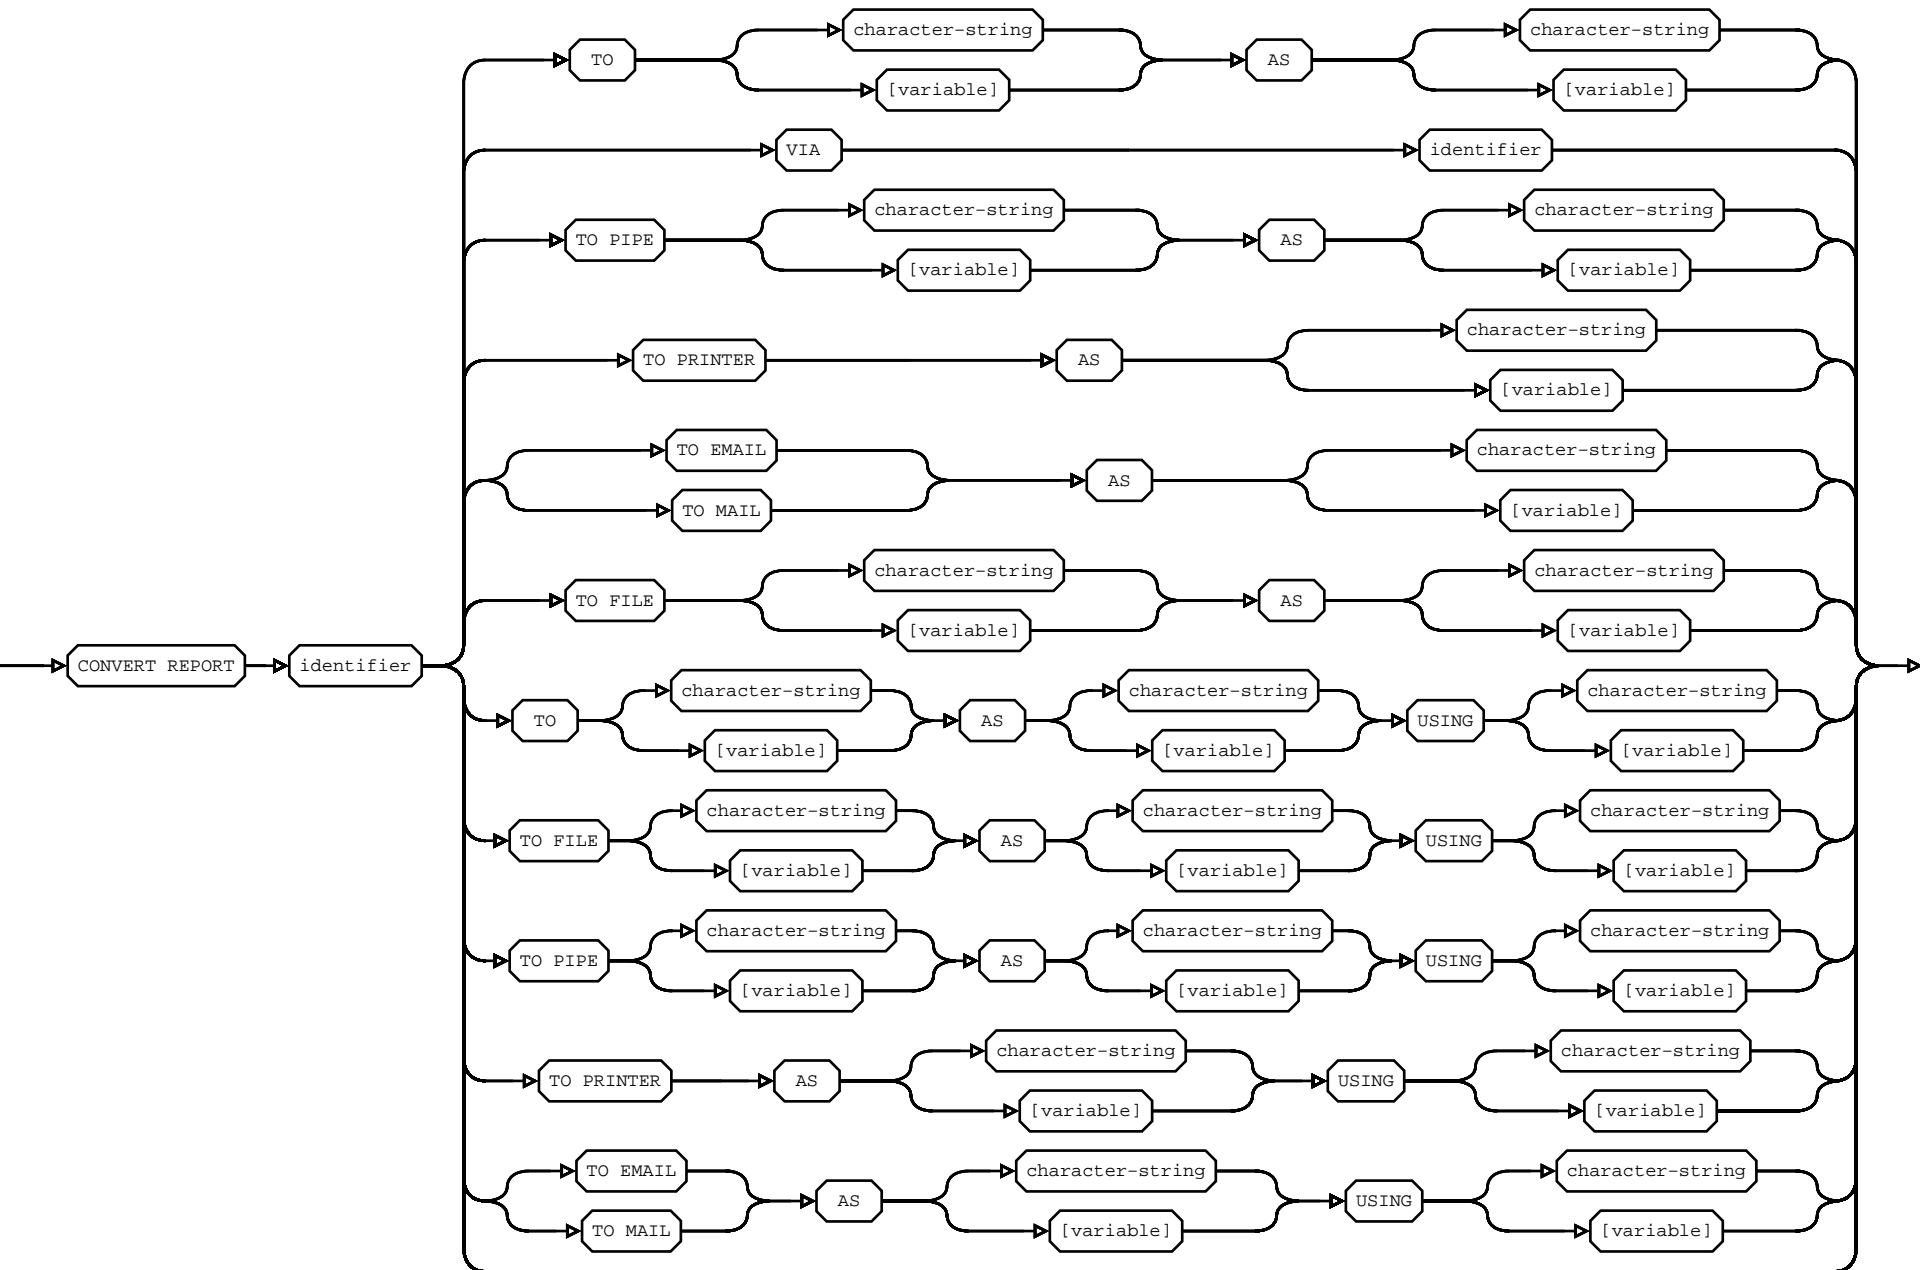 character-string character-string
TO AS
[variable] [variable]
VIA identifier
character-string character-string
TO PIPE AS
[variable] [variable]
character-string
TO PRINTER AS
[variable]
TO EMAIL character-string
AS
TO MAIL [variable]
character-string character-string
TO FILE AS
[variable] [variable]
CONVERT REPORT identifier
character-string character-string character-string
TO AS USING
[variable] [variable] [variable]
character-string character-string character-string
TO FILE AS USING
[variable] [variable] [variable]
character-string character-string character-string
TO PIPE AS USING
[variable] [variable] [variable]
character-string character-string
TO PRINTER AS USING
[variable] [variable]
TO EMAIL character-string character-string
AS USING
TO MAIL [variable] [variable]